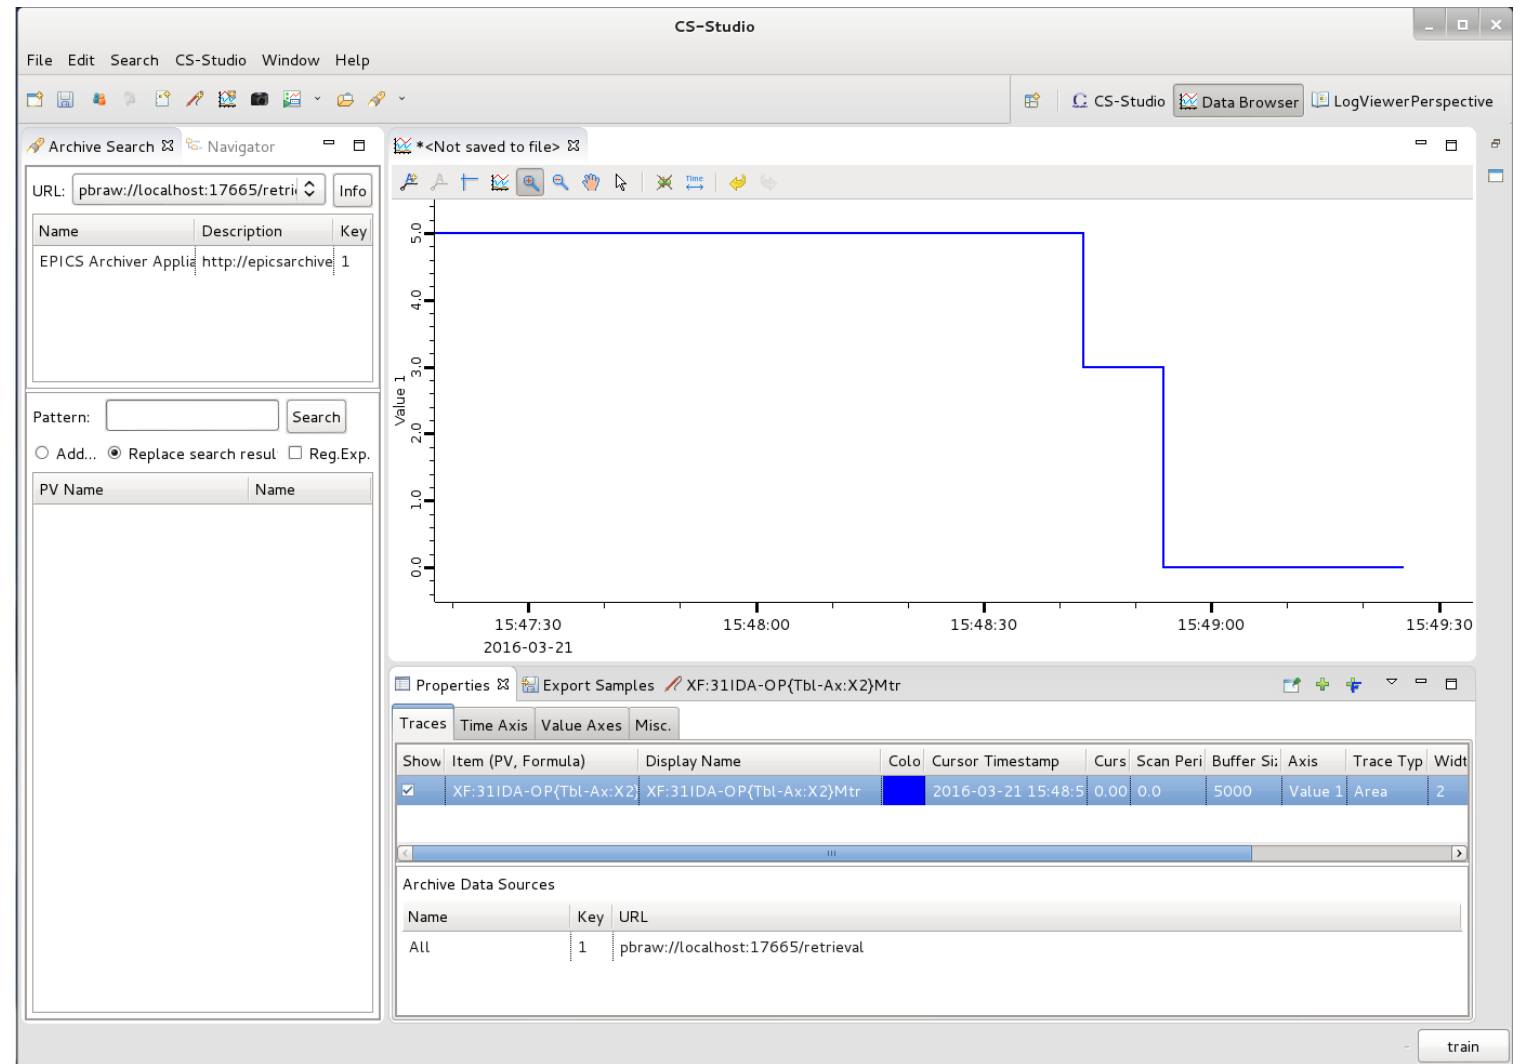 CS-Studio
File Edit Search CS-Studio Window Help
CS-Studio Data Browser LogViewerPerspective
Archive Search Navigator
URL: pbraw://localhost:17665/retri Info
Name Description Key
EPICS Archiver Applia http://epicsarchive 1
Pattern: Search
Add... Replace search resul Reg.Exp.
PV Name Name
*<Not saved to file>
Time
Value 1
5.0
4.0
3.0
2.0
1.0
0.0
15:47:30 15:48:00 15:48:30 15:49:00 15:49:30
2016-03-21
Properties Export Samples XF:31IDA-OP{Tbl-Ax:X2}Mtr
Traces Time Axis Value Axes Misc.
Show Item (PV, Formula) Display Name Colo Cursor Timestamp Curs Scan Peri Buffer Si Axis Trace Typ Widt
XF:31IDA-OP{Tbl-Ax:X2} XF:31IDA-OP{Tbl-Ax:X2}Mtr 2016-03-21 15:48:5 0.00 0.0 5000 Value 1 Area 2
Archive Data Sources
Name Key URL
All 1 pbraw://localhost:17665/retrieval
train